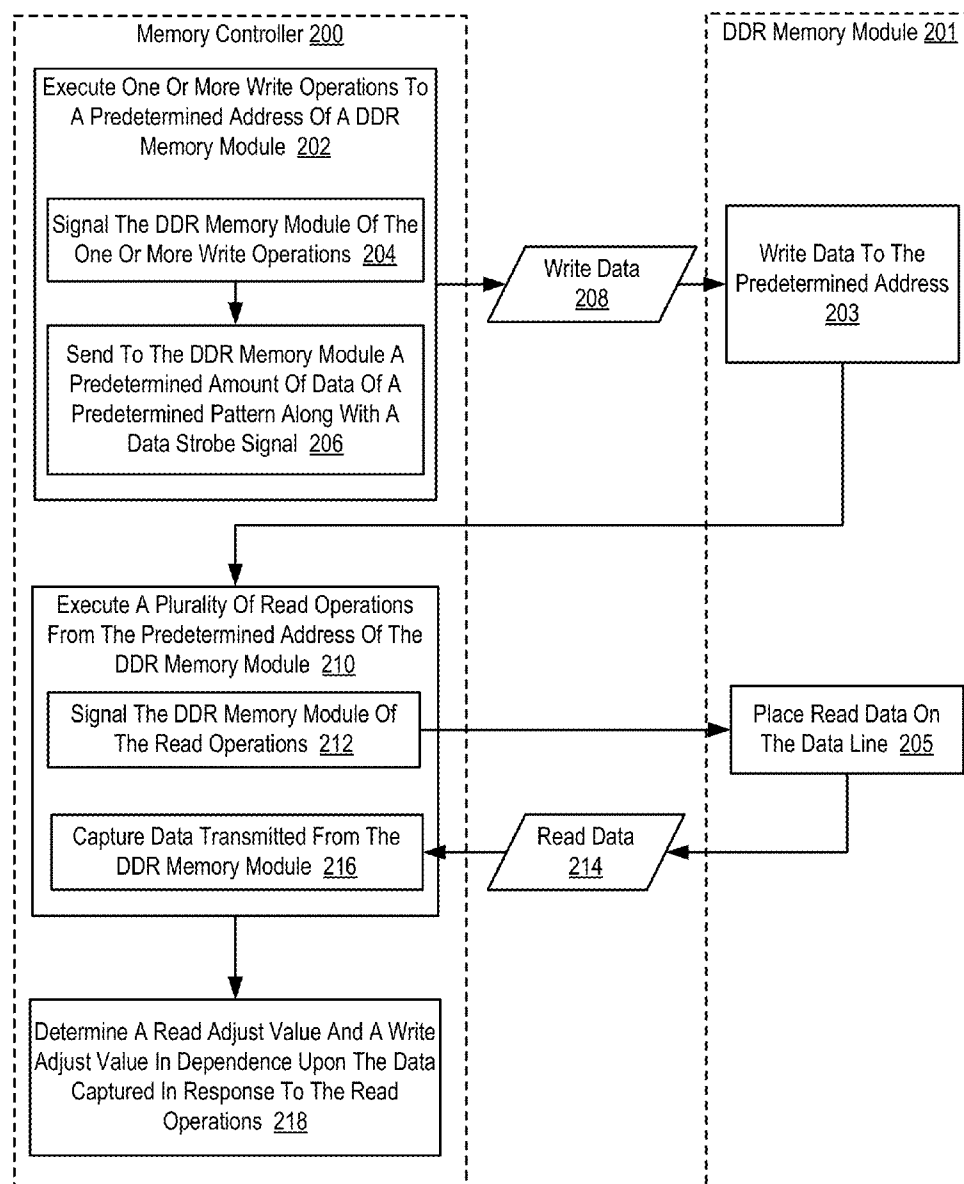 Memory Controller 200
DDR Memory Module 201
Execute One Or More Write Operations To
A Predetermined Address Of A DDR
Memory Module 202
Signal The DDR Memory Module Of The
One Or More Write Operations 204
Write Data
208
Write Data To The
Predetermined Address
203
Send To The DDR Memory Module A
Predetermined Amount Of Data Of A
Predetermined Pattern Along With A
Data Strobe Signal 206
Execute A Plurality Of Read Operations
From The Predetermined Address Of The
DDR Memory Module 210
Signal The DDR Memory Module Of
The Read Operations 212
Place Read Data On
The Data Line 205
Capture Data Transmitted From The
DDR Memory Module 216
Read Data
214
Determine A Read Adjust Value And A Write
Adjust Value In Dependence Upon The Data
Captured In Response To The Read
Operations 218